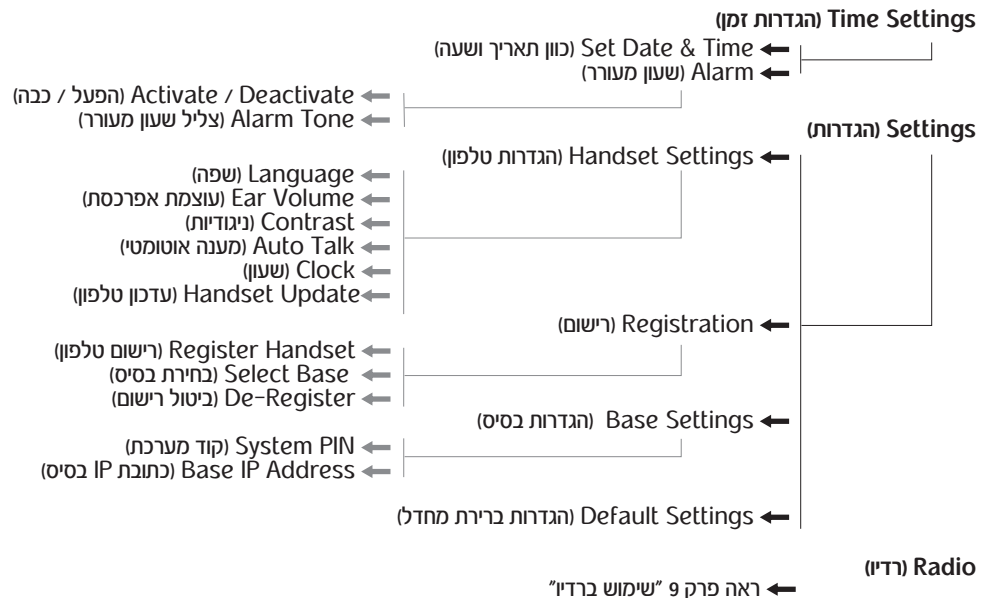 Time Settings (הגדרות זמן)
Set Date & Time (כוון תאריך ושעה)
Alarm (שעון מעורר)
Activate / Deactivate (הפעל / כבה)
Alarm Tone (צליל שעון מעורר)
Settings (הגדרות)
Handset Settings (הגדרות טלפון)
Language (שפה)
Ear Volume (עוצמת אפרכסת)
Contrast (ניגודיות)
Auto Talk (מענה אוטומטי)
Clock (שעון)
Handset Update (עדכון טלפון)
Registration (רישום)
Register Handset (רישום טלפון)
Select Base (בחירת בסיס)
De-Register (ביטול רישום)
Base Settings (הגדרות בסיס)
System PIN (קוד מערכת)
Base IP Address (כתובת IP בסיס)
Default Settings (הגדרות ברירת מחדל)
Radio (רדיו)
ראה פרק 9 "שימוש ברדיו"